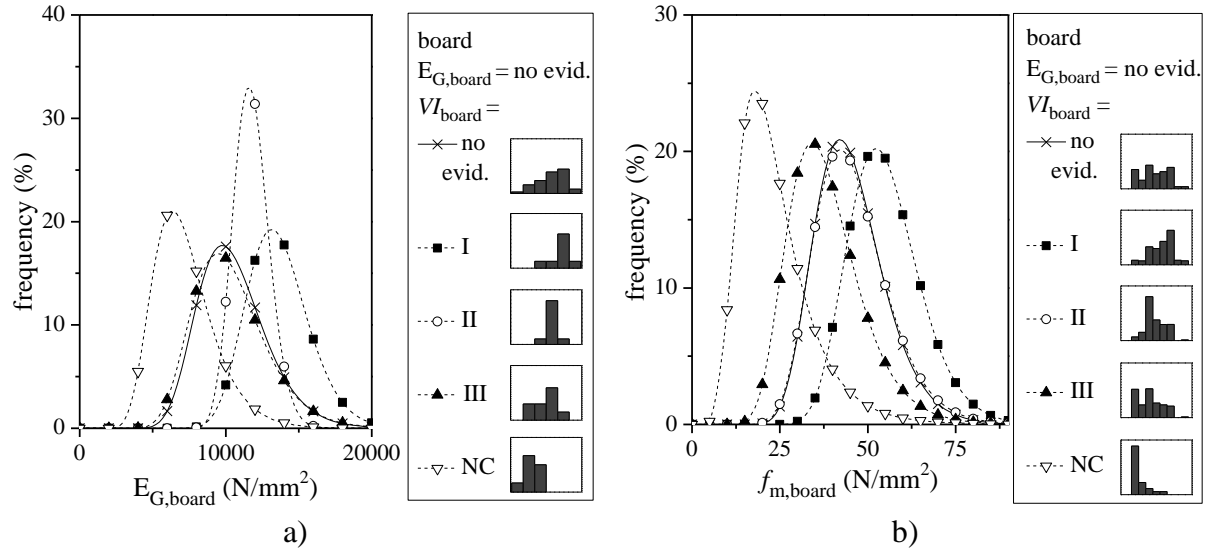 40
30
20
10
0
0
10000
20000
frequency (%)
E_G,board (N/mm²)
a)
board
E_G,board = no evid.
VI_board =
no
evid.
I
II
III
NC
30
20
10
0
0
25
50
75
frequency (%)
f_m,board (N/mm²)
b)
board
E_G,board = no evid.
VI_board =
no
evid.
I
II
III
NC